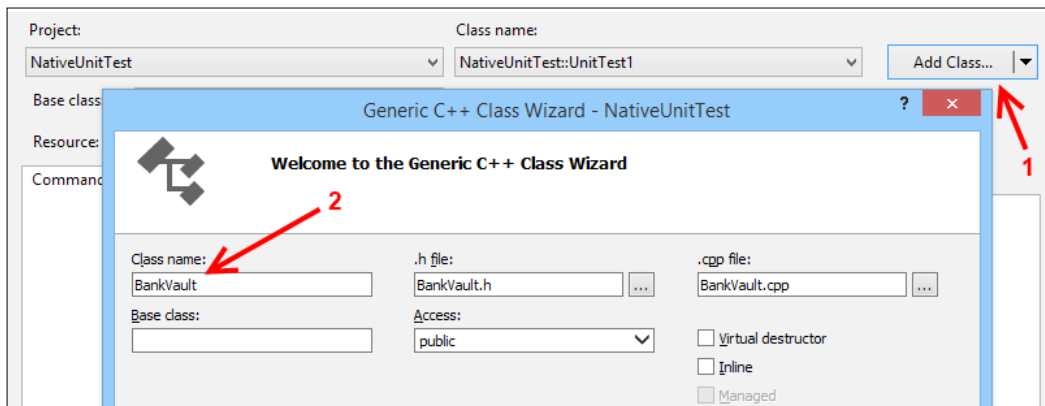 Project: Class name:
NativeUnitTest NativeUnitTest::UnitTest1 Add Class...
Base class
Generic C++ Class Wizard - NativeUnitTest ? ×
Resource:
Welcome to the Generic C++ Class Wizard
1
Command
2
Class name: .h file: .cpp file:
BankVault BankVault.h ... BankVault.cpp ...
Base class: Access:
public
Virtual destructor
Inline
Managed